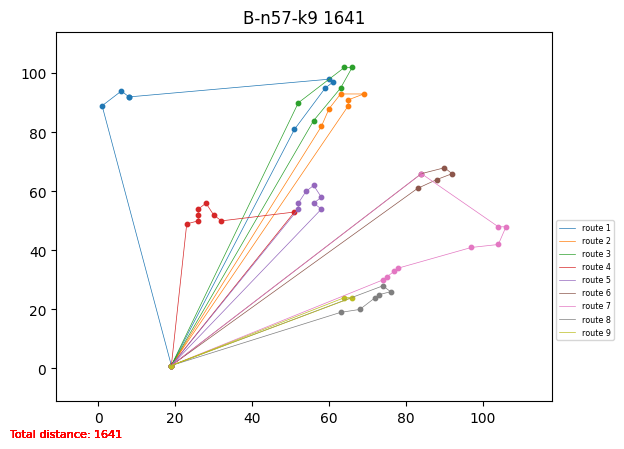 B-n57-k9 1641
100
80
60
40
20
0
0 20 40 60 80 100
route 1
route 2
route 3
route 4
route 5
route 6
route 7
route 8
route 9
Total distance: 1641